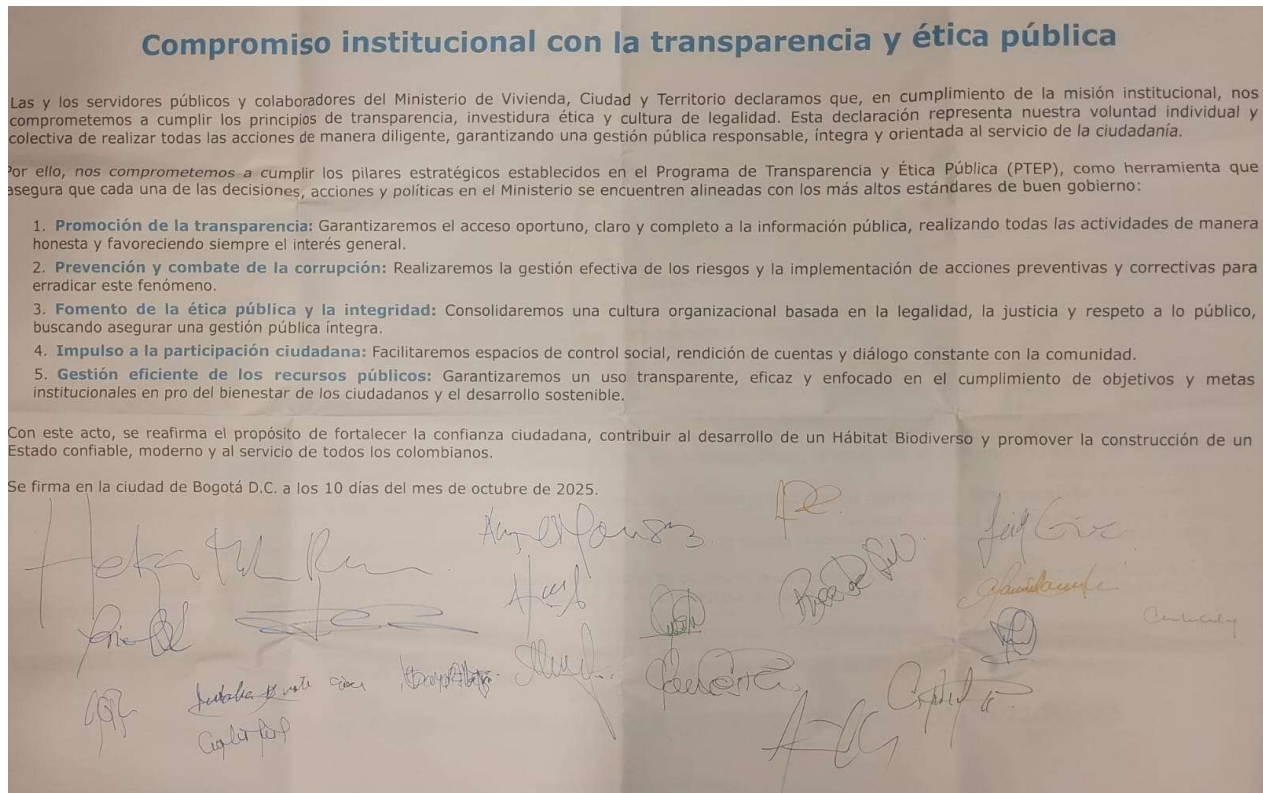 Compromiso institucional con la transparencia y ética pública
Las y los servidores públicos y colaboradores del Ministerio de Vivienda, Ciudad y Territorio declaramos que, en cumplimiento de la misión institucional, nos
comprometemos a cumplir los principios de transparencia, investidura ética y cultura de legalidad. Esta declaración representa nuestra voluntad individual y
colectiva de realizar todas las acciones de manera diligente, garantizando una gestión pública responsable, íntegra y orientada al servicio de la ciudadanía.
Por ello, nos comprometemos a cumplir los pilares estratégicos establecidos en el Programa de Transparencia y Ética Pública (PTEP), como herramienta que
asegura que cada una de las decisiones, acciones y políticas en el Ministerio se encuentren alineadas con los más altos estándares de buen gobierno:
1. Promoción de la transparencia: Garantizaremos el acceso oportuno, claro y completo a la información pública, realizando todas las actividades de manera
honesta y favoreciendo siempre el interés general.
2. Prevención y combate de la corrupción: Realizaremos la gestión efectiva de los riesgos y la implementación de acciones preventivas y correctivas para
erradicar este fenómeno.
3. Fomento de la ética pública y la integridad: Consolidaremos una cultura organizacional basada en la legalidad, la justicia y respeto a lo público,
buscando asegurar una gestión pública íntegra.
4. Impulso a la participación ciudadana: Facilitaremos espacios de control social, rendición de cuentas y diálogo constante con la comunidad.
5. Gestión eficiente de los recursos públicos: Garantizaremos un uso transparente, eficaz y enfocado en el cumplimiento de objetivos y metas
institucionales en pro del bienestar de los ciudadanos y el desarrollo sostenible.
Con este acto, se reafirma el propósito de fortalecer la confianza ciudadana, contribuir al desarrollo de un Hábitat Biodiverso y promover la construcción de un
Estado confiable, moderno y al servicio de todos los colombianos.
Se firma en la ciudad de Bogotá D.C. a los 10 días del mes de octubre de 2025.